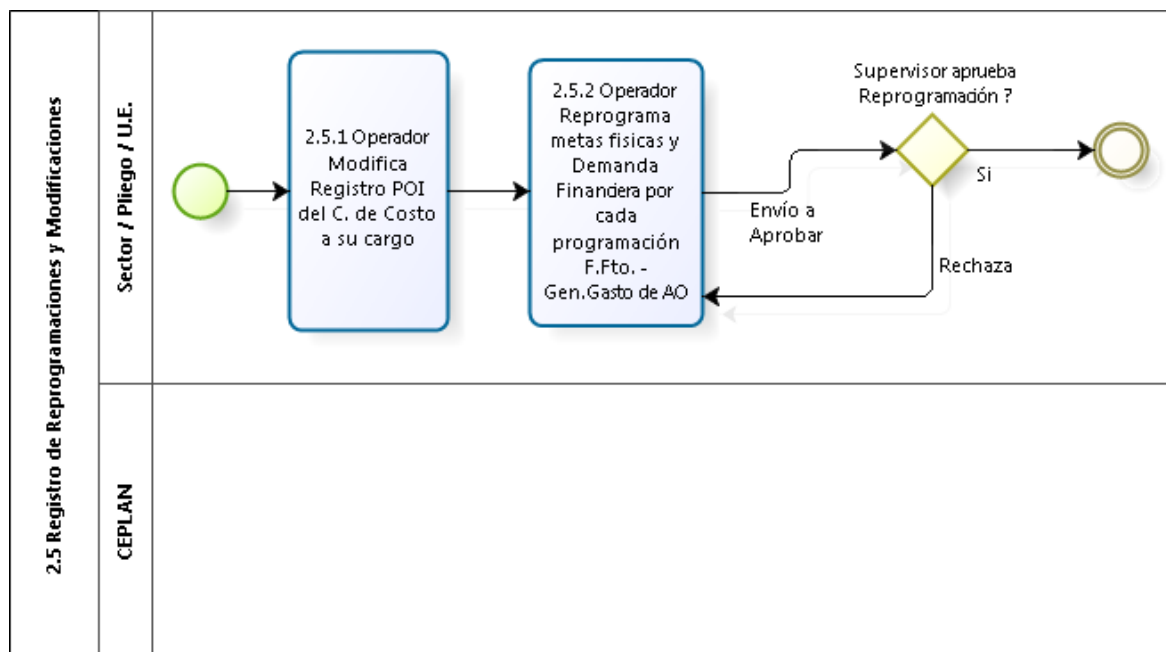 2.5 Registro de Reprogramaciones y Modificaciones
Sector / Pliego / U.E.
2.5.1 Operador
Modifica
Registro POI
del C. de Costo
a su cargo
2.5.2 Operador
Reprograma
metas fisicas y
Demanda
Financiera por
cada
programación
F.Fto. -
Gen.Gasto de AO
Envío a
Aprobar
Supervisor aprueba
Reprogramación ?
Si
Rechaza
CEPLAN